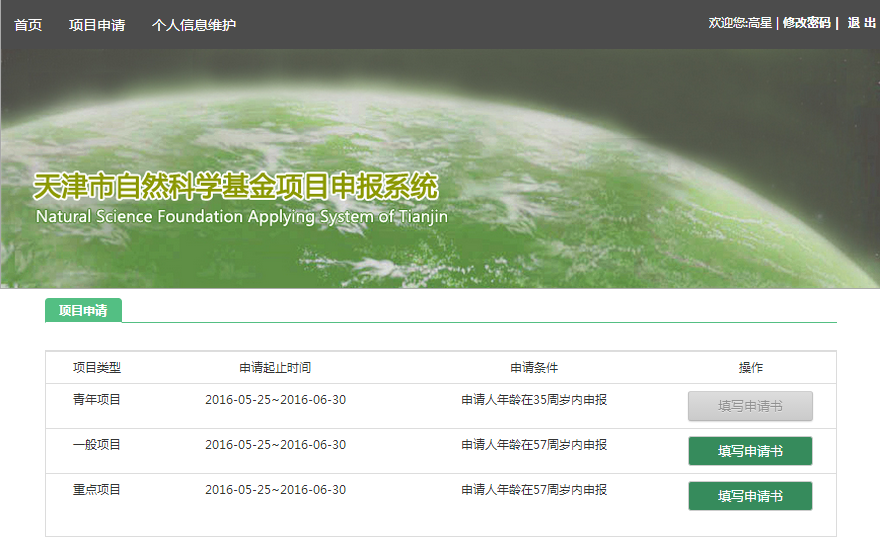 首页 项目申请 个人信息维护 欢迎您:高星 | 修改密码 | 退 出
天津市自然科学基金项目申报系统
Natural Science Foundation Applying System of Tianjin
项目申请
项目类型 申请起止时间 申请条件 操作
青年项目 2016-05-25~2016-06-30 申请人年龄在35周岁内申报 填写申请书
一般项目 2016-05-25~2016-06-30 申请人年龄在57周岁内申报 填写申请书
重点项目 2016-05-25~2016-06-30 申请人年龄在57周岁内申报 填写申请书